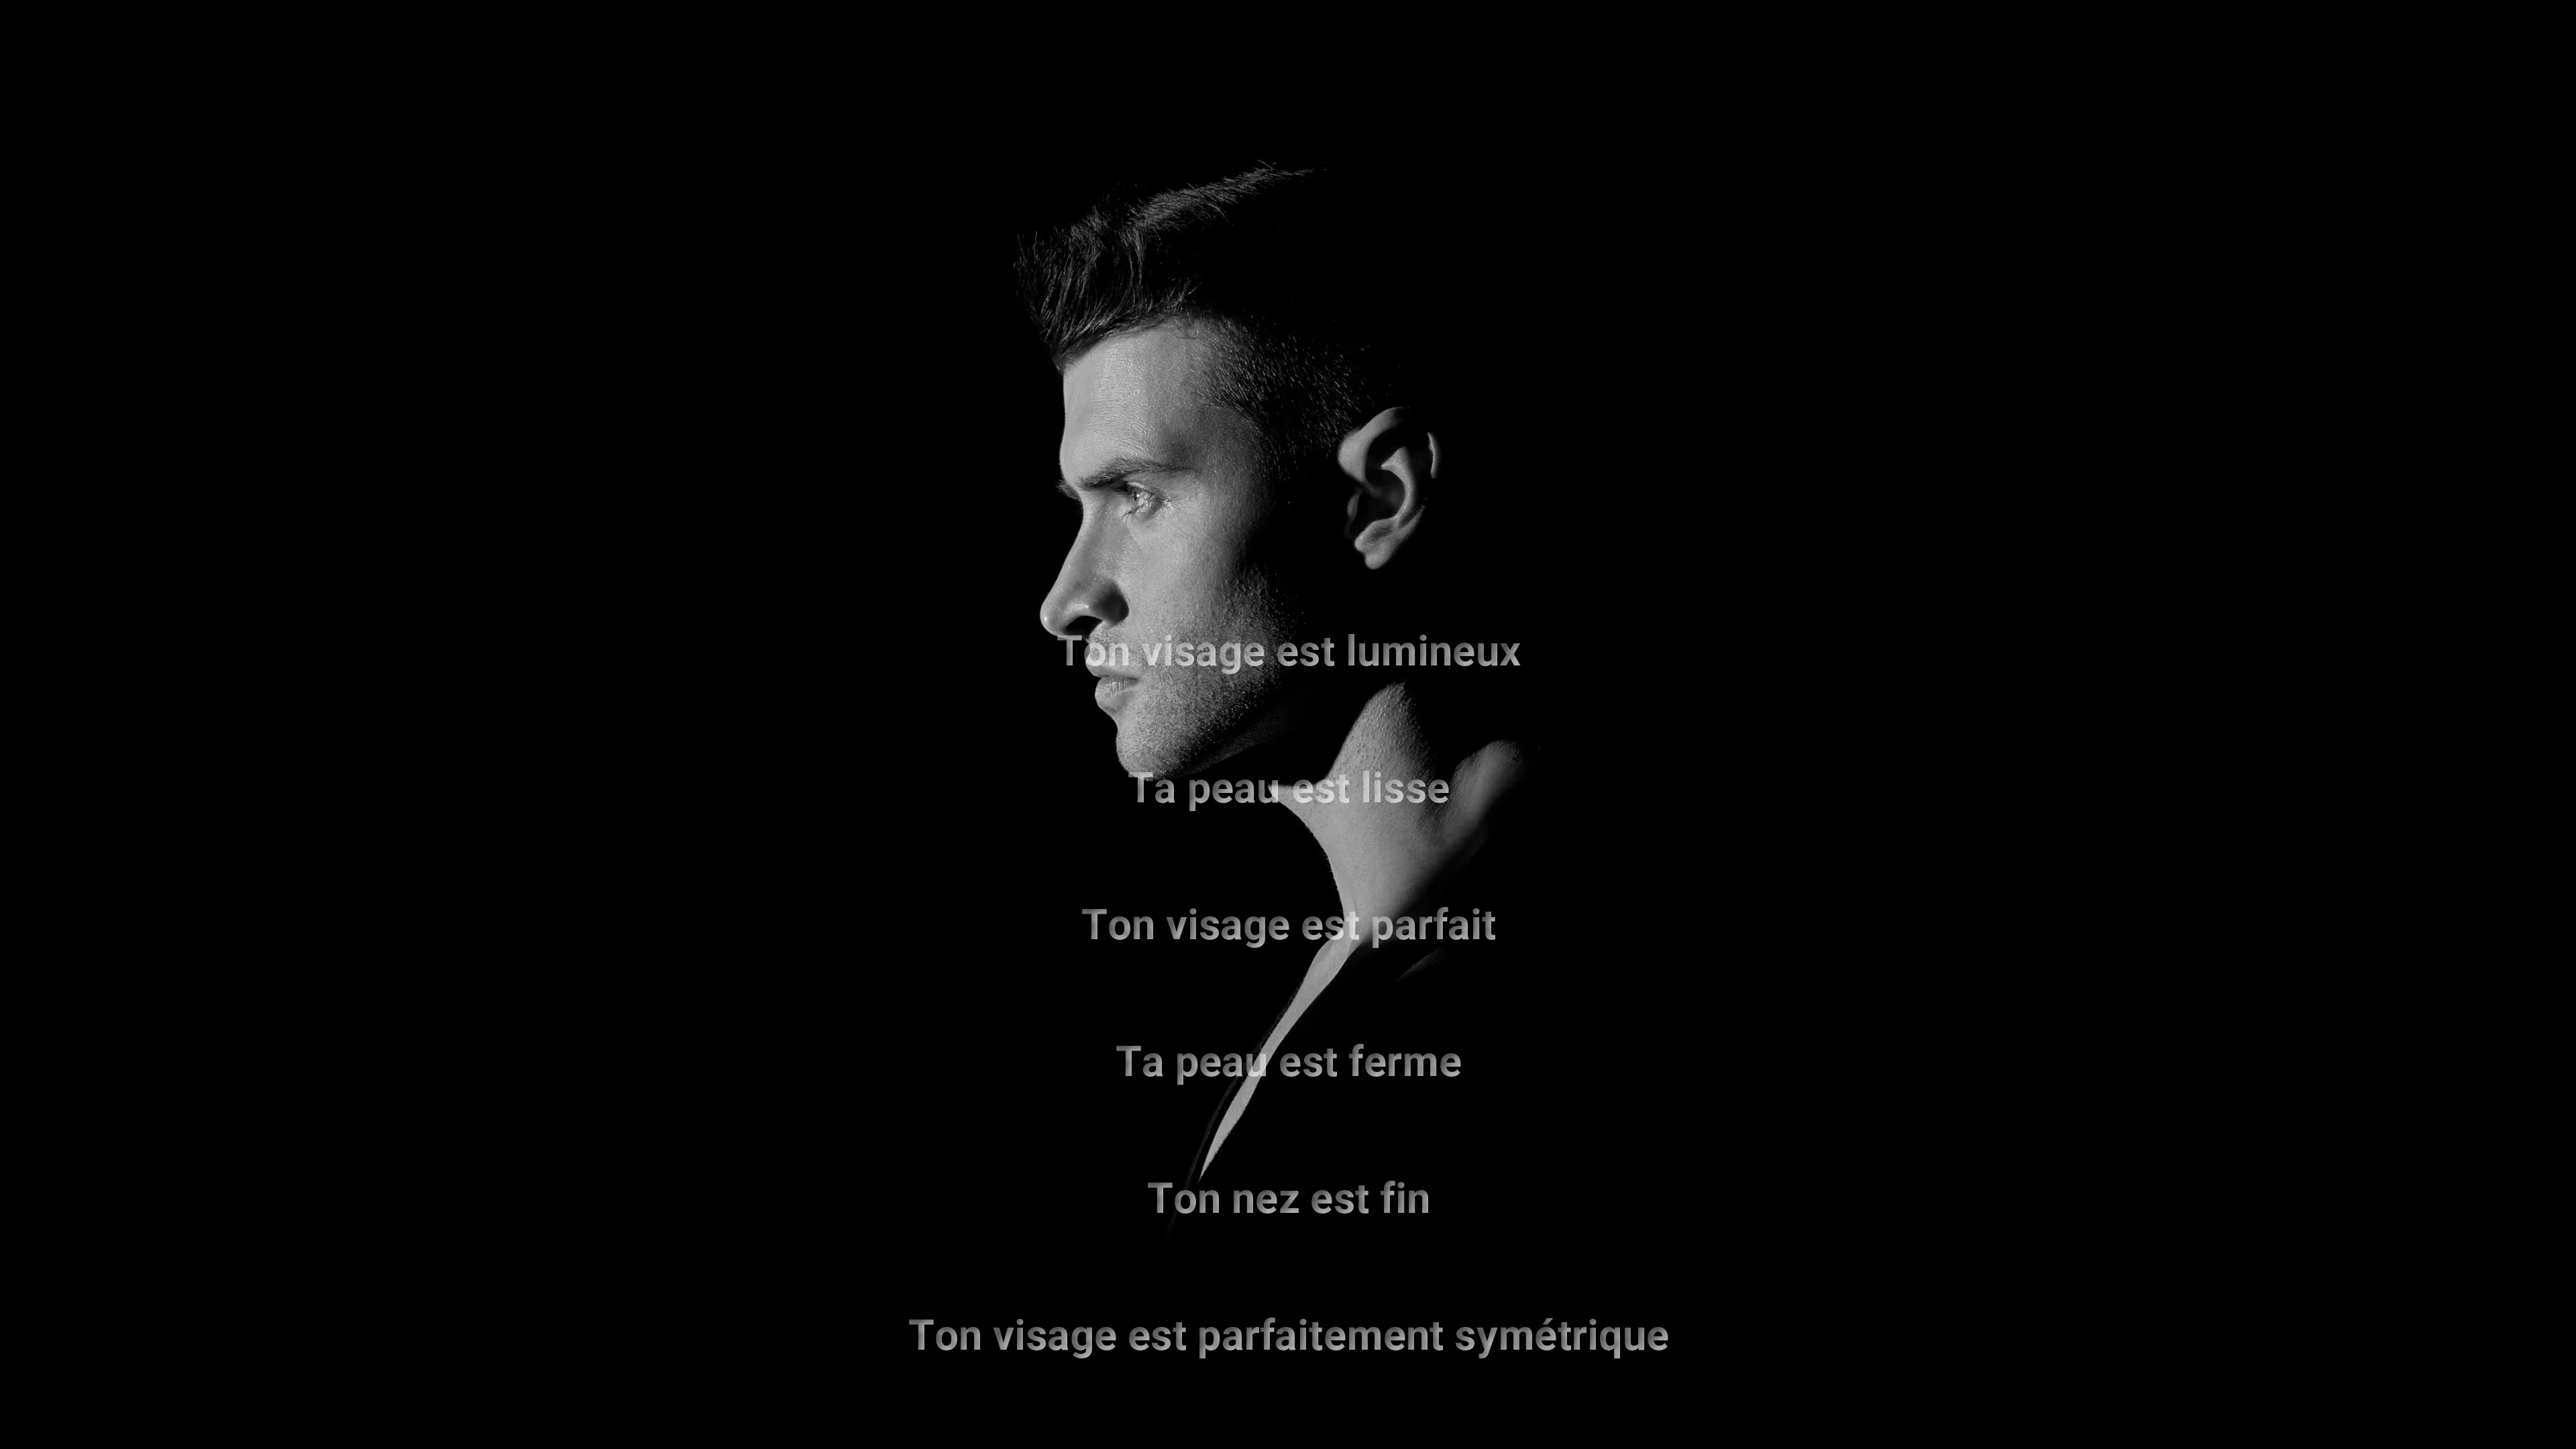 Ton visage est lumineux
Ta peau est lisse
Ton visage est parfait
Ta peau est ferme
Ton nez est fin
Ton visage est parfaitement symétrique